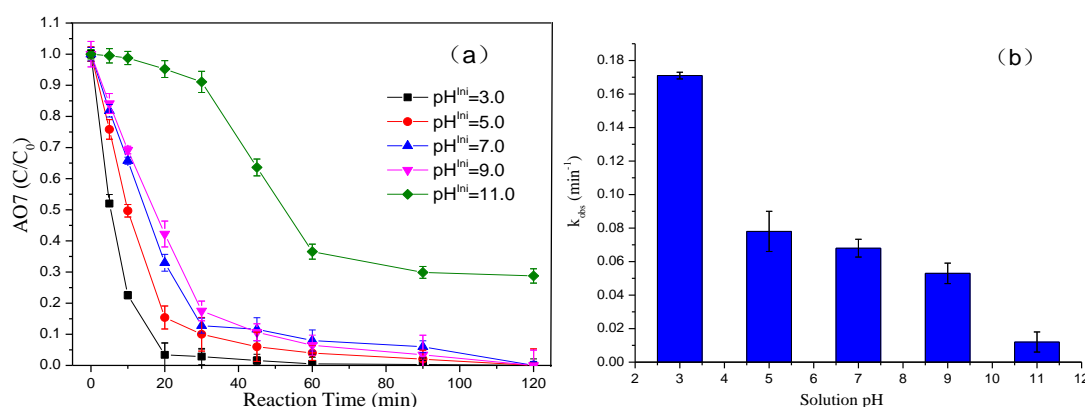 (a)
1.1
1.0
0.9
0.8
0.7
0.6
0.5
0.4
0.3
0.2
0.1
0.0
AO7 (C/C₀)
pHᴵⁿⁱ=3.0
pHᴵⁿⁱ=5.0
pHᴵⁿⁱ=7.0
pHᴵⁿⁱ=9.0
pHᴵⁿⁱ=11.0
0 20 40 60 80 100 120
Reaction Time (min)
(b)
0.18
0.16
0.14
0.12
0.10
0.08
0.06
0.04
0.02
0.00
k_obs (min⁻¹)
2 3 4 5 6 7 8 9 10 11 12
Solution pH